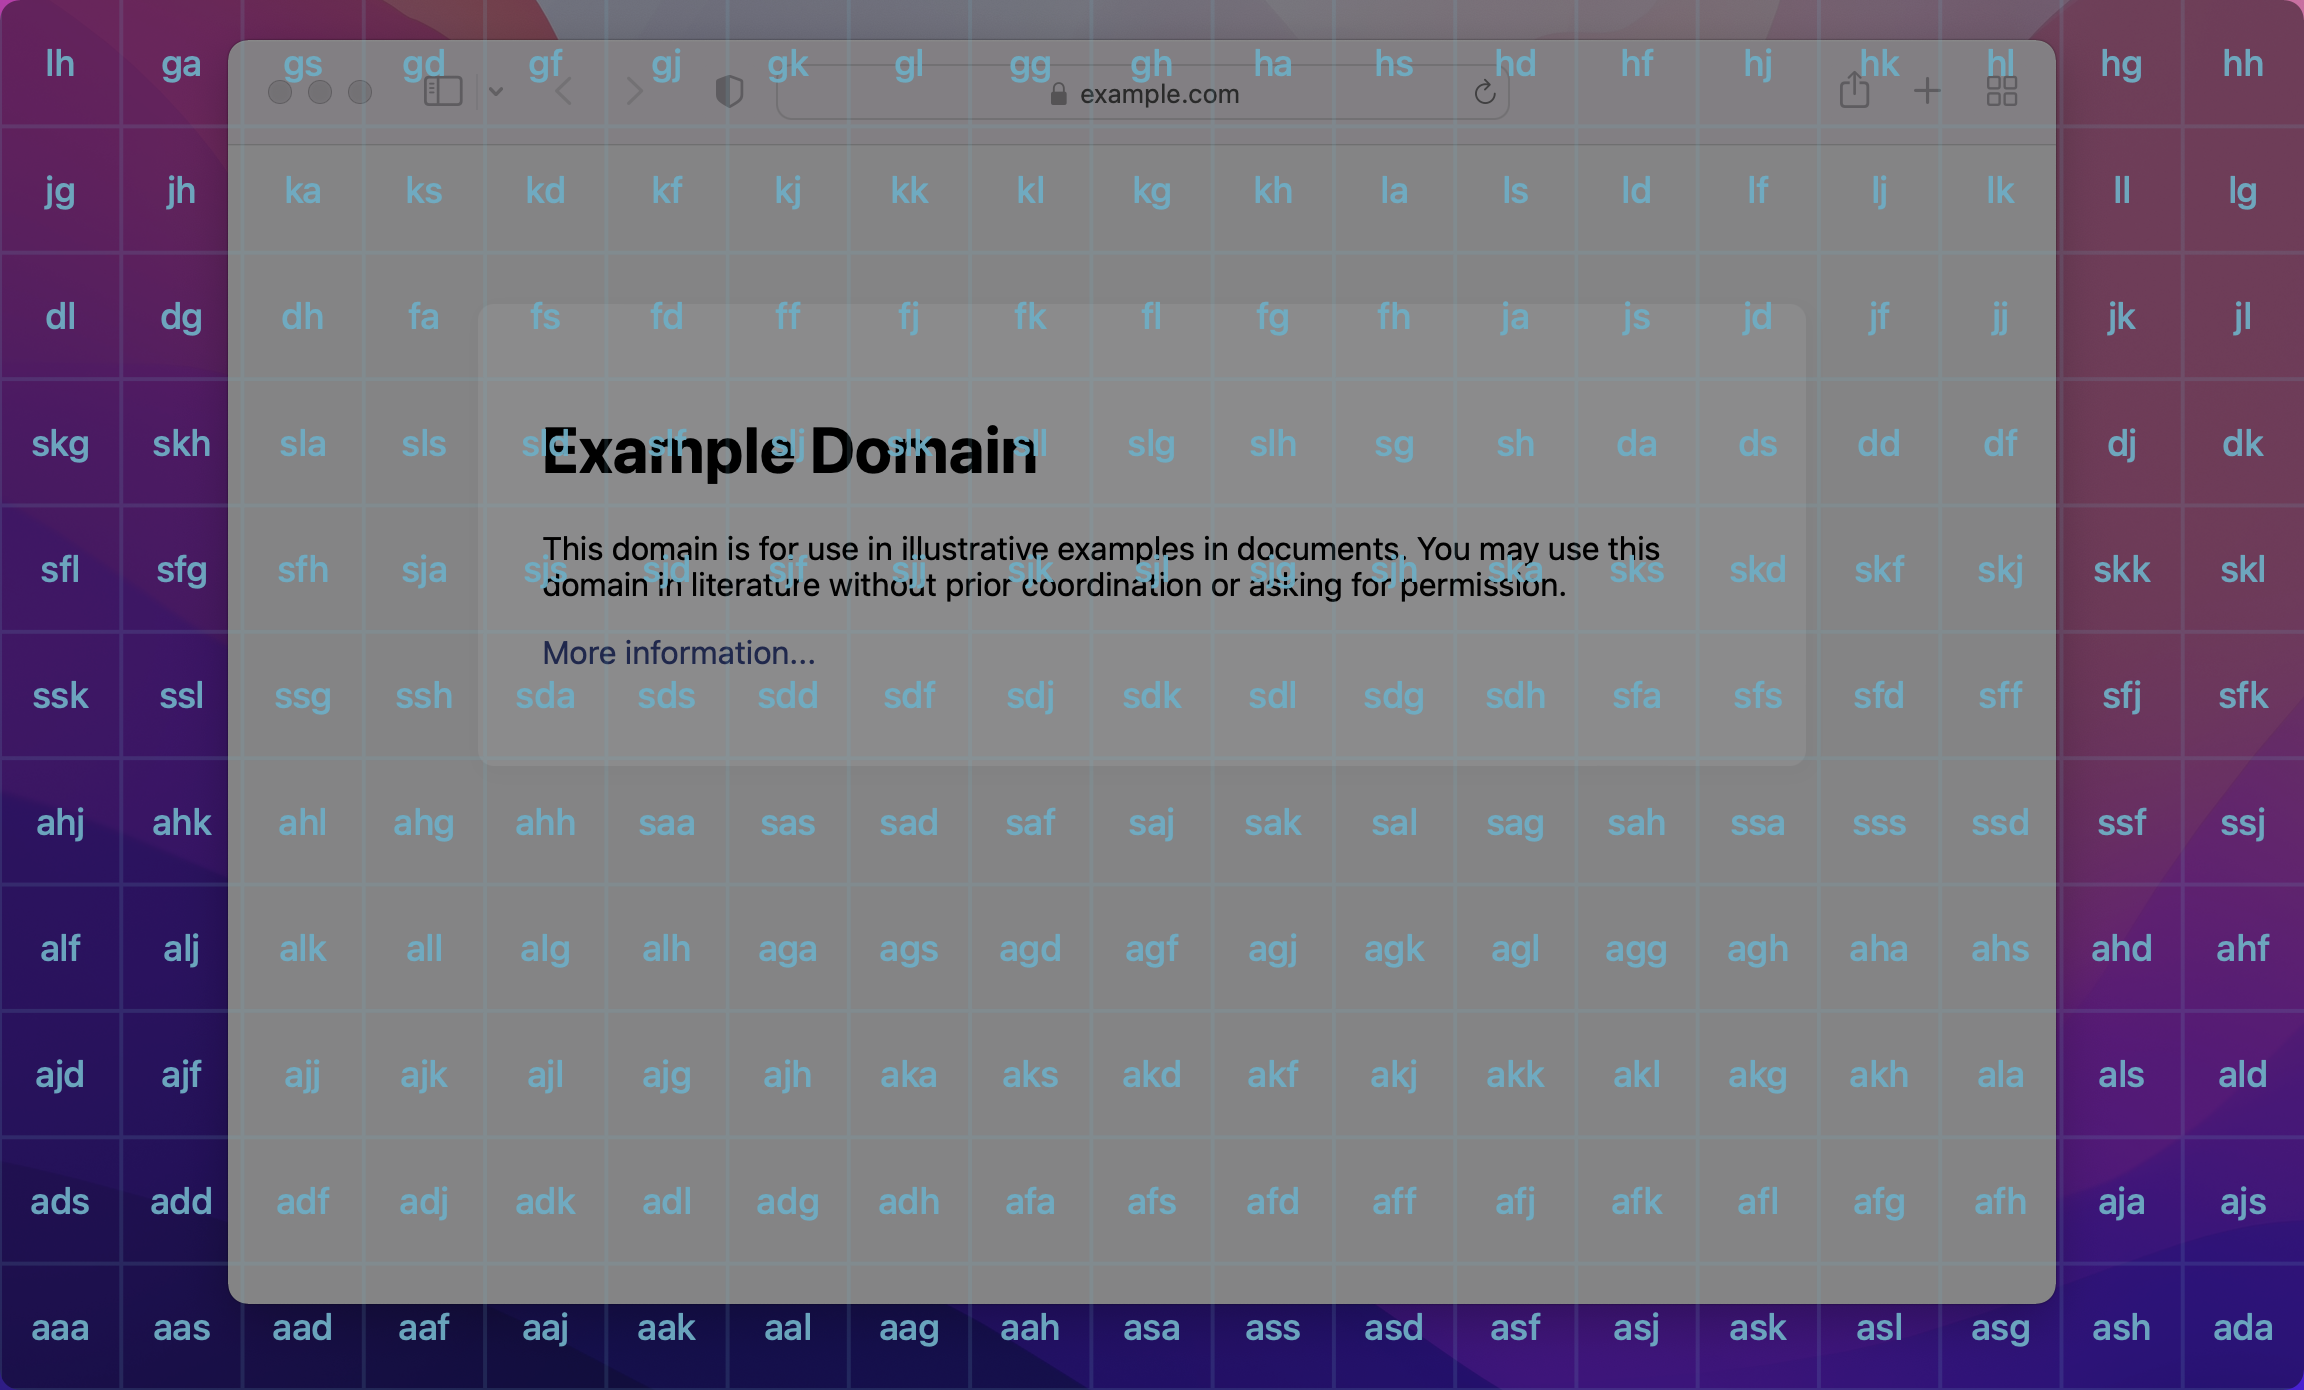 lh ga gs gd gf gj gk gl gg gh ha hs hd hf hj hk hl hg hh
example.com
jg jh ka ks kd kf kj kk kl kg kh la ls ld lf lj lk ll lg
dl dg dh fa fs fd ff fj fk fl fg fh ja js jd jf jj jk jl
skg skh sla sls sld slf slj slk sll slg slh sg sh da ds dd df dj dk
Example Domain
This domain is for use in illustrative examples in documents. You may use this
sfl sfg sfh sja sjs sjd sjf sjj sjk sjl sjg sjh ska sks skd skf skj skk skl
domain in literature without prior coordination or asking for permission.
More information...
ssk ssl ssg ssh sda sds sdd sdf sdj sdk sdl sdg sdh sfa sfs sfd sff sfj sfk
ahj ahk ahl ahg ahh saa sas sad saf saj sak sal sag sah ssa sss ssd ssf ssj
alf alj alk all alg alh aga ags agd agf agj agk agl agg agh aha ahs ahd ahf
ajd ajf ajj ajk ajl ajg ajh aka aks akd akf akj akk akl akg akh ala als ald
ads add adf adj adk adl adg adh afa afs afd aff afj afk afl afg afh aja ajs
aaa aas aad aaf aaj aak aal aag aah asa ass asd asf asj ask asl asg ash ada